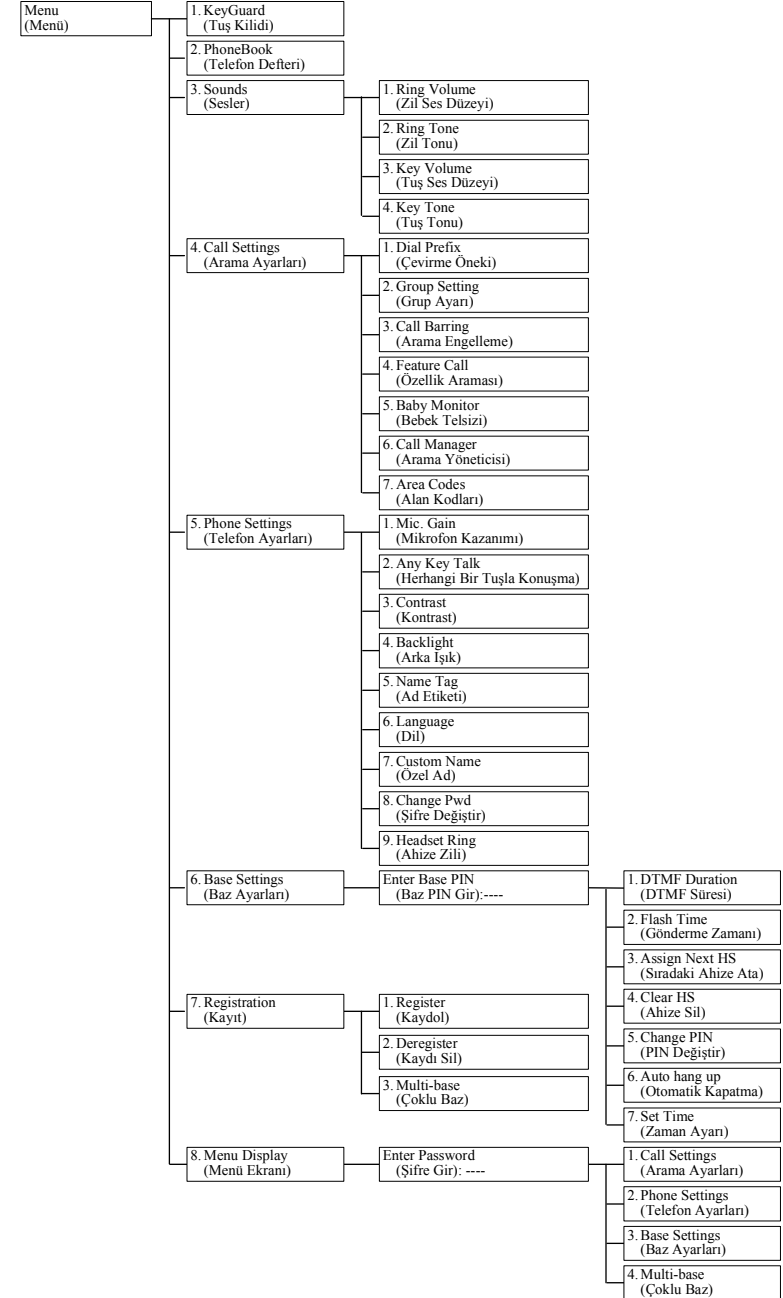 Menu
(Menü)
1. KeyGuard
(Tuş Kilidi)
2. PhoneBook
(Telefon Defteri)
3. Sounds
(Sesler)
1. Ring Volume
(Zil Ses Düzeyi)
2. Ring Tone
(Zil Tonu)
3. Key Volume
(Tuş Ses Düzeyi)
4. Key Tone
(Tuş Tonu)
4. Call Settings
(Arama Ayarları)
1. Dial Prefix
(Çevirme Öneki)
2. Group Setting
(Grup Ayarı)
3. Call Barring
(Arama Engelleme)
4. Feature Call
(Özellik Araması)
5. Baby Monitor
(Bebek Telsizi)
6. Call Manager
(Arama Yöneticisi)
7. Area Codes
(Alan Kodları)
5. Phone Settings
(Telefon Ayarları)
1. Mic. Gain
(Mikrofon Kazanımı)
2. Any Key Talk
(Herhangi Bir Tuşla Konuşma)
3. Contrast
(Kontrast)
4. Backlight
(Arka Işık)
5. Name Tag
(Ad Etiketi)
6. Language
(Dil)
7. Custom Name
(Özel Ad)
8. Change Pwd
(Şifre Değiştir)
9. Headset Ring
(Ahize Zili)
6. Base Settings
(Baz Ayarları)
Enter Base PIN
(Baz PIN Gir):----
1. DTMF Duration
(DTMF Süresi)
2. Flash Time
(Gönderme Zamanı)
3. Assign Next HS
(Sıradaki Ahize Ata)
4. Clear HS
(Ahize Sil)
5. Change PIN
(PIN Değiştir)
6. Auto hang up
(Otomatik Kapatma)
7. Set Time
(Zaman Ayarı)
7. Registration
(Kayıt)
1. Register
(Kaydol)
2. Deregister
(Kaydı Sil)
3. Multi-base
(Çoklu Baz)
8. Menu Display
(Menü Ekranı)
Enter Password
(Şifre Gir): ----
1. Call Settings
(Arama Ayarları)
2. Phone Settings
(Telefon Ayarları)
3. Base Settings
(Baz Ayarları)
4. Multi-base
(Çoklu Baz)